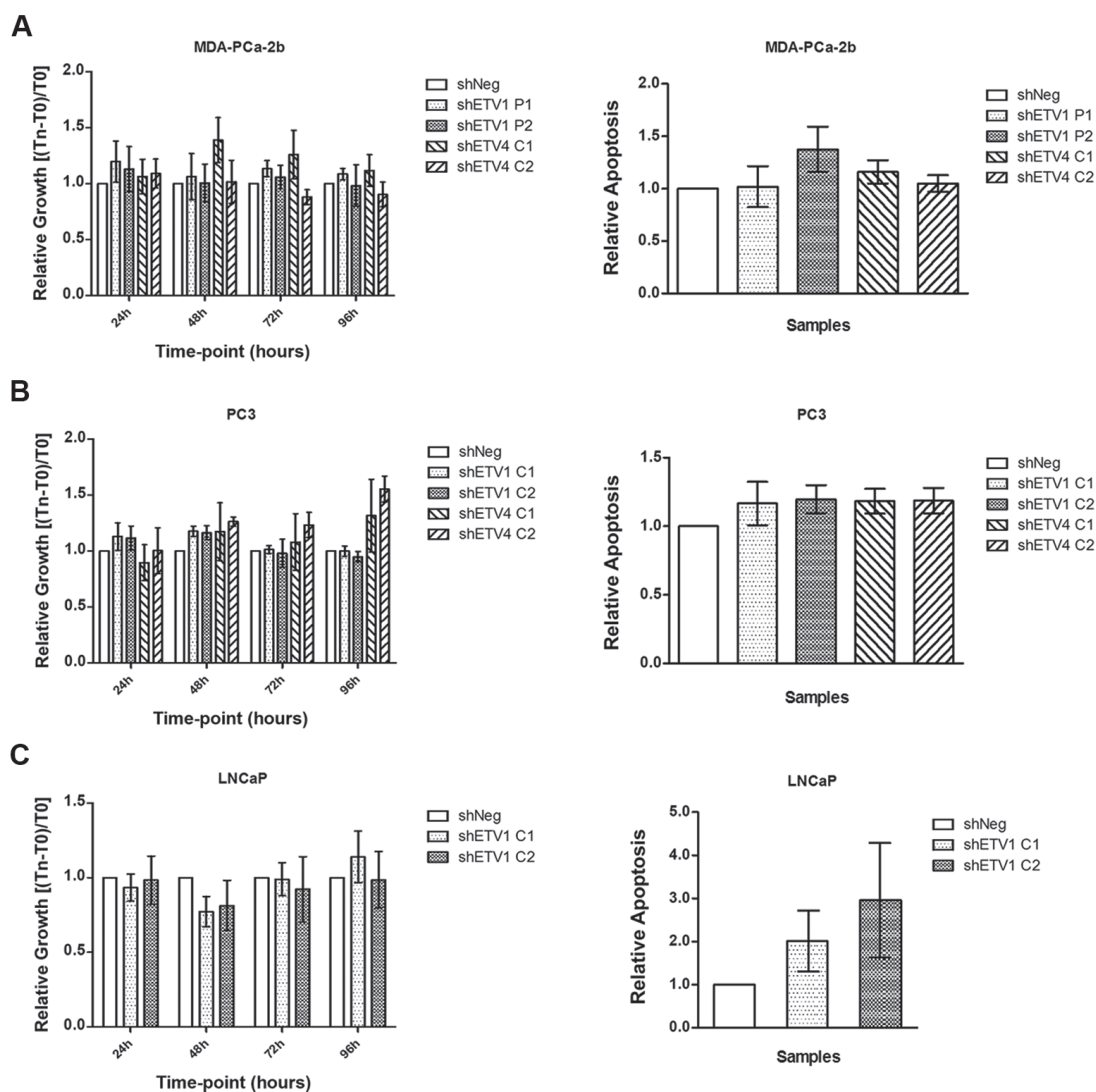 A
MDA-PCa-2b
Relative Growth [(Tn-T0)/T0]
2.0
1.5
1.0
0.5
0.0
24h
48h
72h
96h
Time-point (hours)
shNeg
shETV1 P1
shETV1 P2
shETV4 C1
shETV4 C2
MDA-PCa-2b
Relative Apoptosis
2.0
1.5
1.0
0.5
0.0
Samples
shNeg
shETV1 P1
shETV1 P2
shETV4 C1
shETV4 C2
B
PC3
Relative Growth [(Tn-T0)/T0]
2.0
1.5
1.0
0.5
0.0
24h
48h
72h
96h
Time-point (hours)
shNeg
shETV1 C1
shETV1 C2
shETV4 C1
shETV4 C2
PC3
Relative Apoptosis
1.5
1.0
0.5
0.0
Samples
shNeg
shETV1 C1
shETV1 C2
shETV4 C1
shETV4 C2
C
LNCaP
Relative Growth [(Tn-T0)/T0]
1.5
1.0
0.5
0.0
24h
48h
72h
96h
Time-point (hours)
shNeg
shETV1 C1
shETV1 C2
LNCaP
Relative Apoptosis
5.0
4.0
3.0
2.0
1.0
0.0
Samples
shNeg
shETV1 C1
shETV1 C2